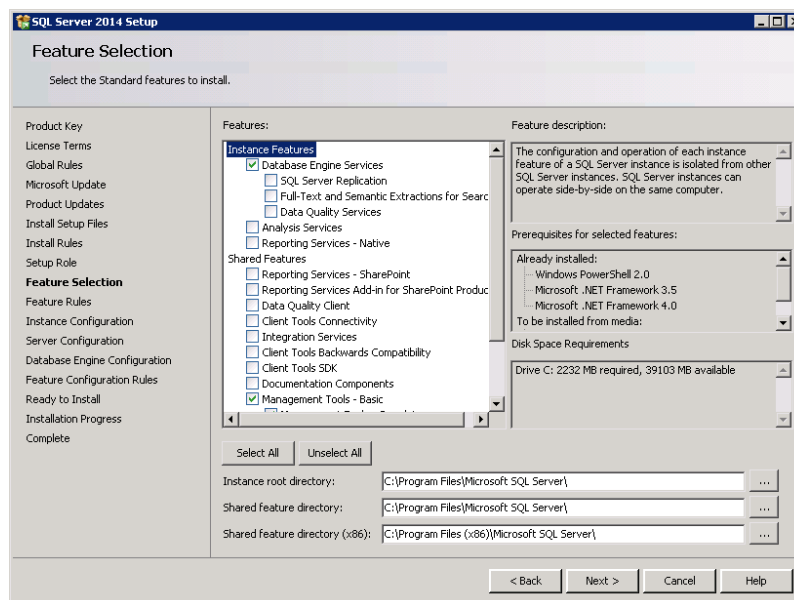 SQL Server 2014 Setup
Feature Selection
Select the Standard features to install.
Product Key
License Terms
Global Rules
Microsoft Update
Product Updates
Install Setup Files
Install Rules
Setup Role
Feature Selection
Feature Rules
Instance Configuration
Server Configuration
Database Engine Configuration
Feature Configuration Rules
Ready to Install
Installation Progress
Complete
Features:
Instance Features
Database Engine Services
SQL Server Replication
Full-Text and Semantic Extractions for Searc
Data Quality Services
Analysis Services
Reporting Services - Native
Shared Features
Reporting Services - SharePoint
Reporting Services Add-in for SharePoint Produc
Data Quality Client
Client Tools Connectivity
Integration Services
Client Tools Backwards Compatibility
Client Tools SDK
Documentation Components
Management Tools - Basic
Feature description:
The configuration and operation of each instance
feature of a SQL Server instance is isolated from other
SQL Server instances. SQL Server instances can
operate side-by-side on the same computer.
Prerequisites for selected features:
Already installed:
Windows PowerShell 2.0
Microsoft .NET Framework 3.5
Microsoft .NET Framework 4.0
To be installed from media:
Disk Space Requirements
Drive C: 2232 MB required, 39103 MB available
Select All
Unselect All
Instance root directory:
C:\Program Files\Microsoft SQL Server\
...
Shared feature directory:
C:\Program Files\Microsoft SQL Server\
...
Shared feature directory (x86):
C:\Program Files (x86)\Microsoft SQL Server\
...
< Back
Next >
Cancel
Help